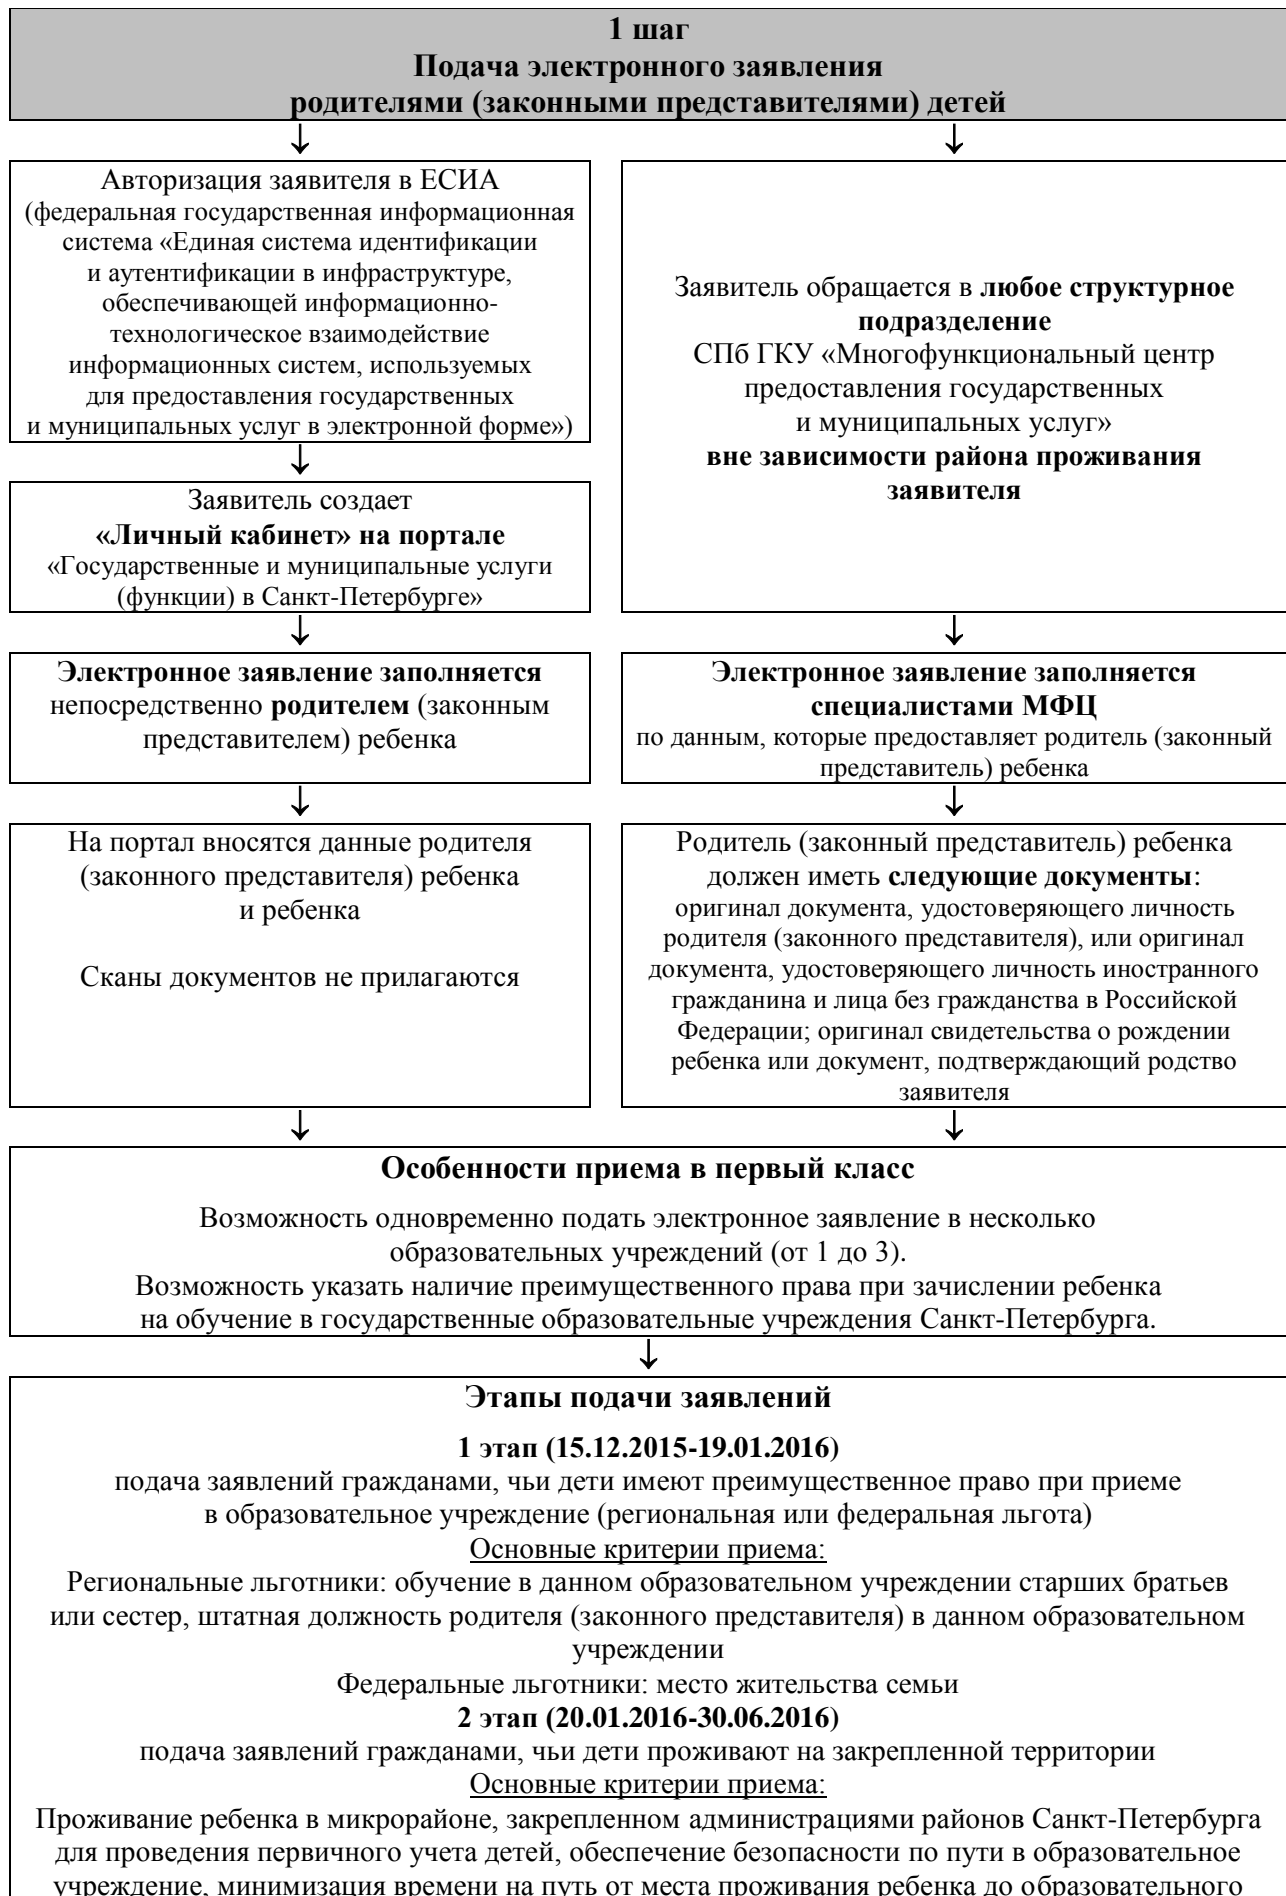 1 шаг
Подача электронного заявления
родителями (законными представителями) детей
Авторизация заявителя в ЕСИА
(федеральная государственная информационная
система «Единая система идентификации
и аутентификации в инфраструктуре,
обеспечивающей информационно-
технологическое взаимодействие
информационных систем, используемых
для предоставления государственных
и муниципальных услуг в электронной форме»)
Заявитель создает
«Личный кабинет» на портале
«Государственные и муниципальные услуги
(функции) в Санкт-Петербурге»
Электронное заявление заполняется
непосредственно родителем (законным
представителем) ребенка
На портал вносятся данные родителя
(законного представителя) ребенка
и ребенка
Сканы документов не прилагаются
Заявитель обращается в любое структурное
подразделение
СПб ГКУ «Многофункциональный центр
предоставления государственных
и муниципальных услуг»
вне зависимости района проживания
заявителя
Электронное заявление заполняется
специалистами МФЦ
по данным, которые предоставляет родитель (законный
представитель) ребенка
Родитель (законный представитель) ребенка
должен иметь следующие документы:
оригинал документа, удостоверяющего личность
родителя (законного представителя), или оригинал
документа, удостоверяющего личность иностранного
гражданина и лица без гражданства в Российской
Федерации; оригинал свидетельства о рождении
ребенка или документ, подтверждающий родство
заявителя
Особенности приема в первый класс
Возможность одновременно подать электронное заявление в несколько
образовательных учреждений (от 1 до 3).
Возможность указать наличие преимущественного права при зачислении ребенка
на обучение в государственные образовательные учреждения Санкт-Петербурга.
Этапы подачи заявлений
1 этап (15.12.2015-19.01.2016)
подача заявлений гражданами, чьи дети имеют преимущественное право при приеме
в образовательное учреждение (региональная или федеральная льгота)
Основные критерии приема:
Региональные льготники: обучение в данном образовательном учреждении старших братьев
или сестер, штатная должность родителя (законного представителя) в данном образовательном
учреждении
Федеральные льготники: место жительства семьи
2 этап (20.01.2016-30.06.2016)
подача заявлений гражданами, чьи дети проживают на закрепленной территории
Основные критерии приема:
Проживание ребенка в микрорайоне, закрепленном администрациями районов Санкт-Петербурга
для проведения первичного учета детей, обеспечение безопасности по пути в образовательное
учреждение, минимизация времени на путь от места проживания ребенка до образовательного